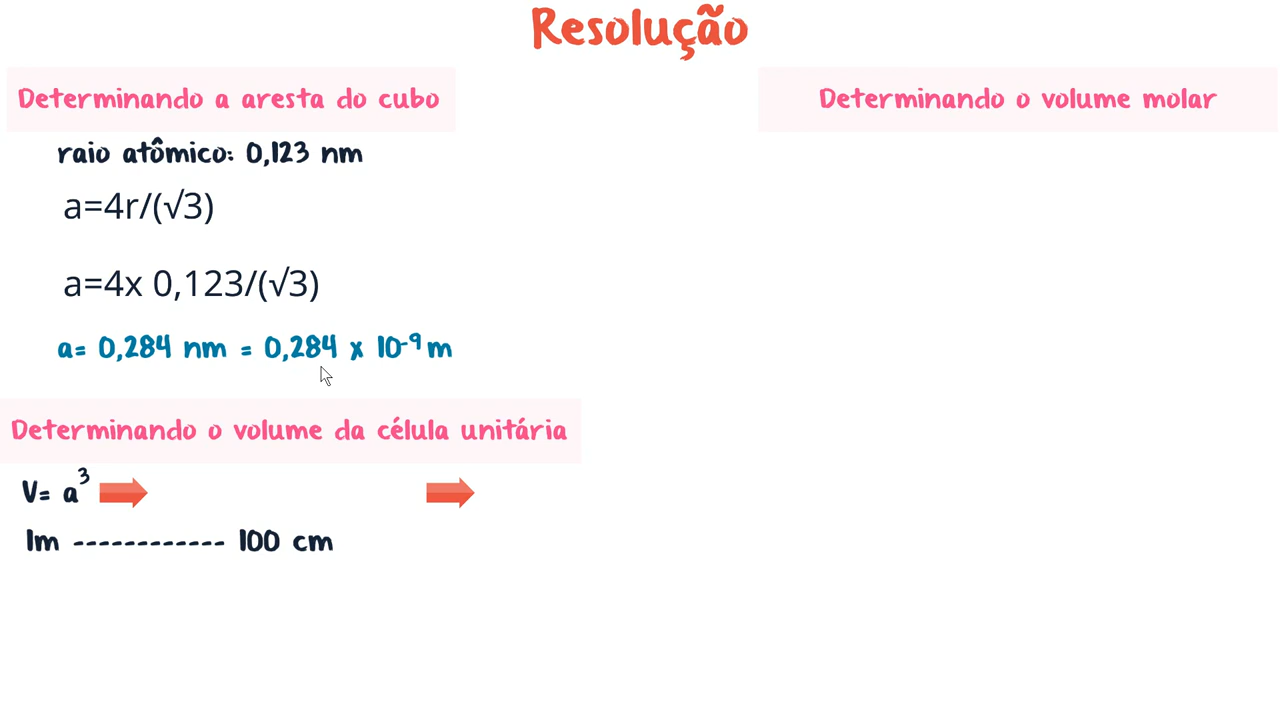 Resolução
Determinando a aresta do cubo
raio atômico: 0,123 nm
a=4r/(√3)
a=4x 0,123/(√3)
a= 0,284 nm = 0,284 x 10⁻⁹ m
Determinando o volume da célula unitária
V= a³
1m ------------ 100 cm
Determinando o volume molar